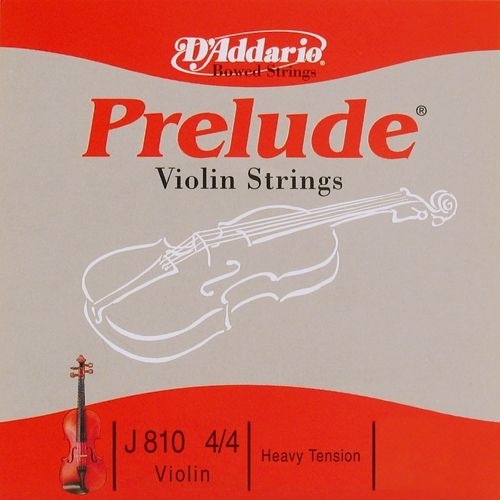 D'Addario®
Bowed Strings
Prelude®
Violin Strings
J 810 4/4
Violin
Heavy Tension